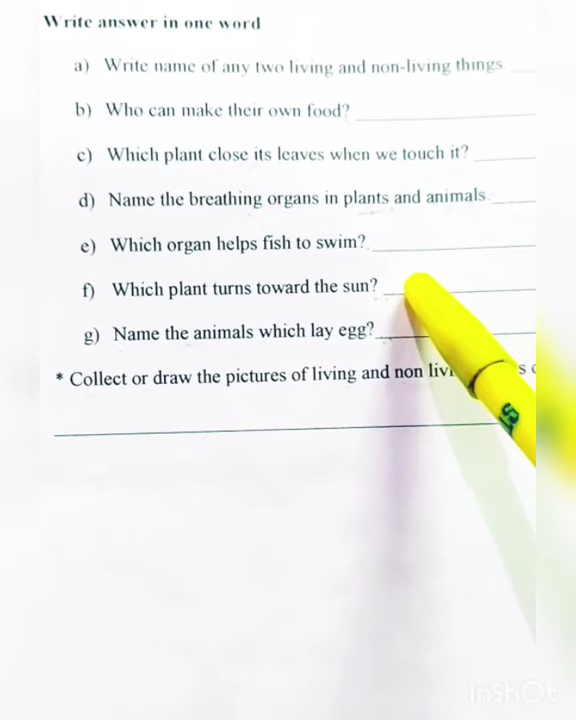 Write answer in one word
a) Write name of any two living and non-living things
b) Who can make their own food?
c) Which plant close its leaves when we touch it?
d) Name the breathing organs in plants and animals.
e) Which organ helps fish to swim?
f) Which plant turns toward the sun?
g) Name the animals which lay egg?
* Collect or draw the pictures of living and non
InShOt